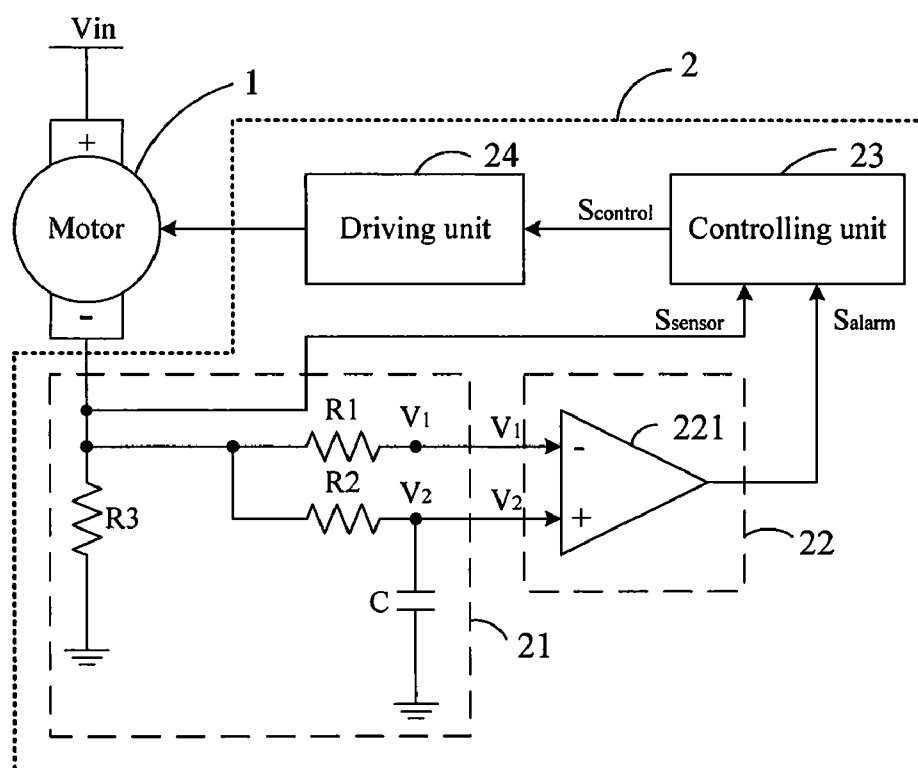 Vin
1
2
+
24
23
Motor
Driving unit
Scontrol
Controlling unit
-
Ssensor
Salarm
R1
V1
V1
-
221
R2
V2
V2
+
R3
22
C
21